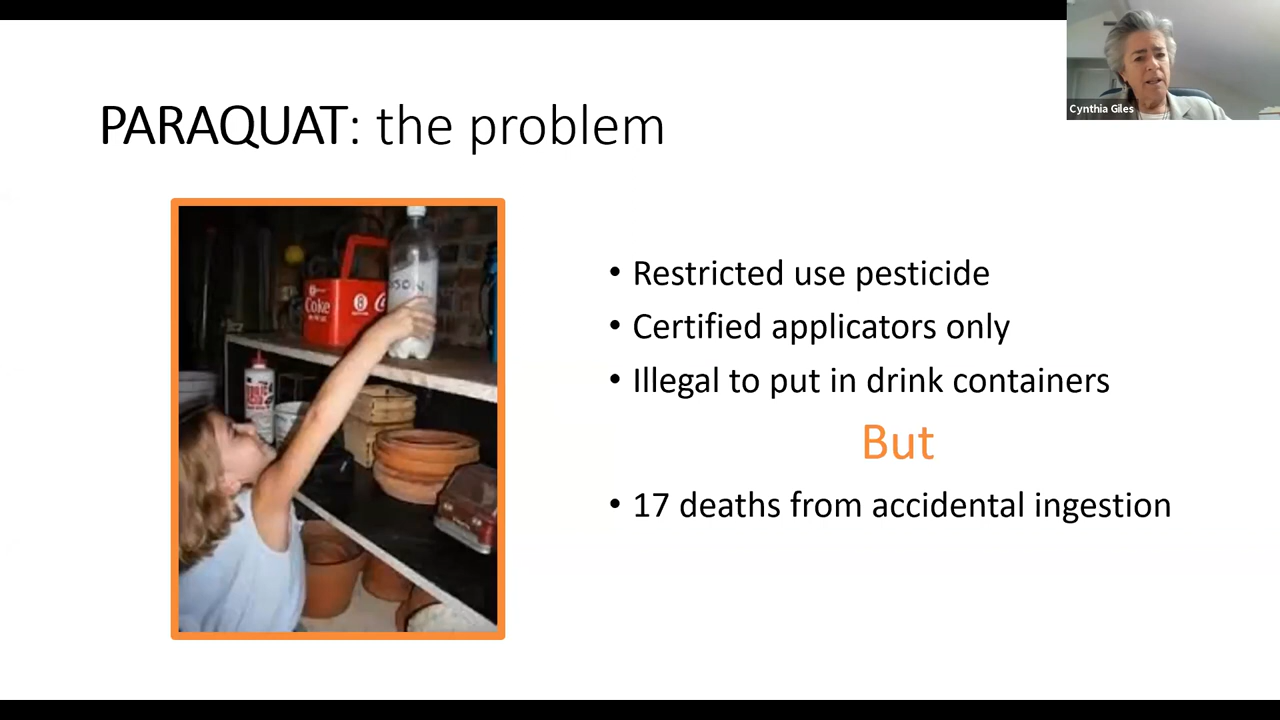 Cynthia Giles
PARAQUAT: the problem
Coke
8
• Restricted use pesticide
• Certified applicators only
• Illegal to put in drink containers
But
• 17 deaths from accidental ingestion